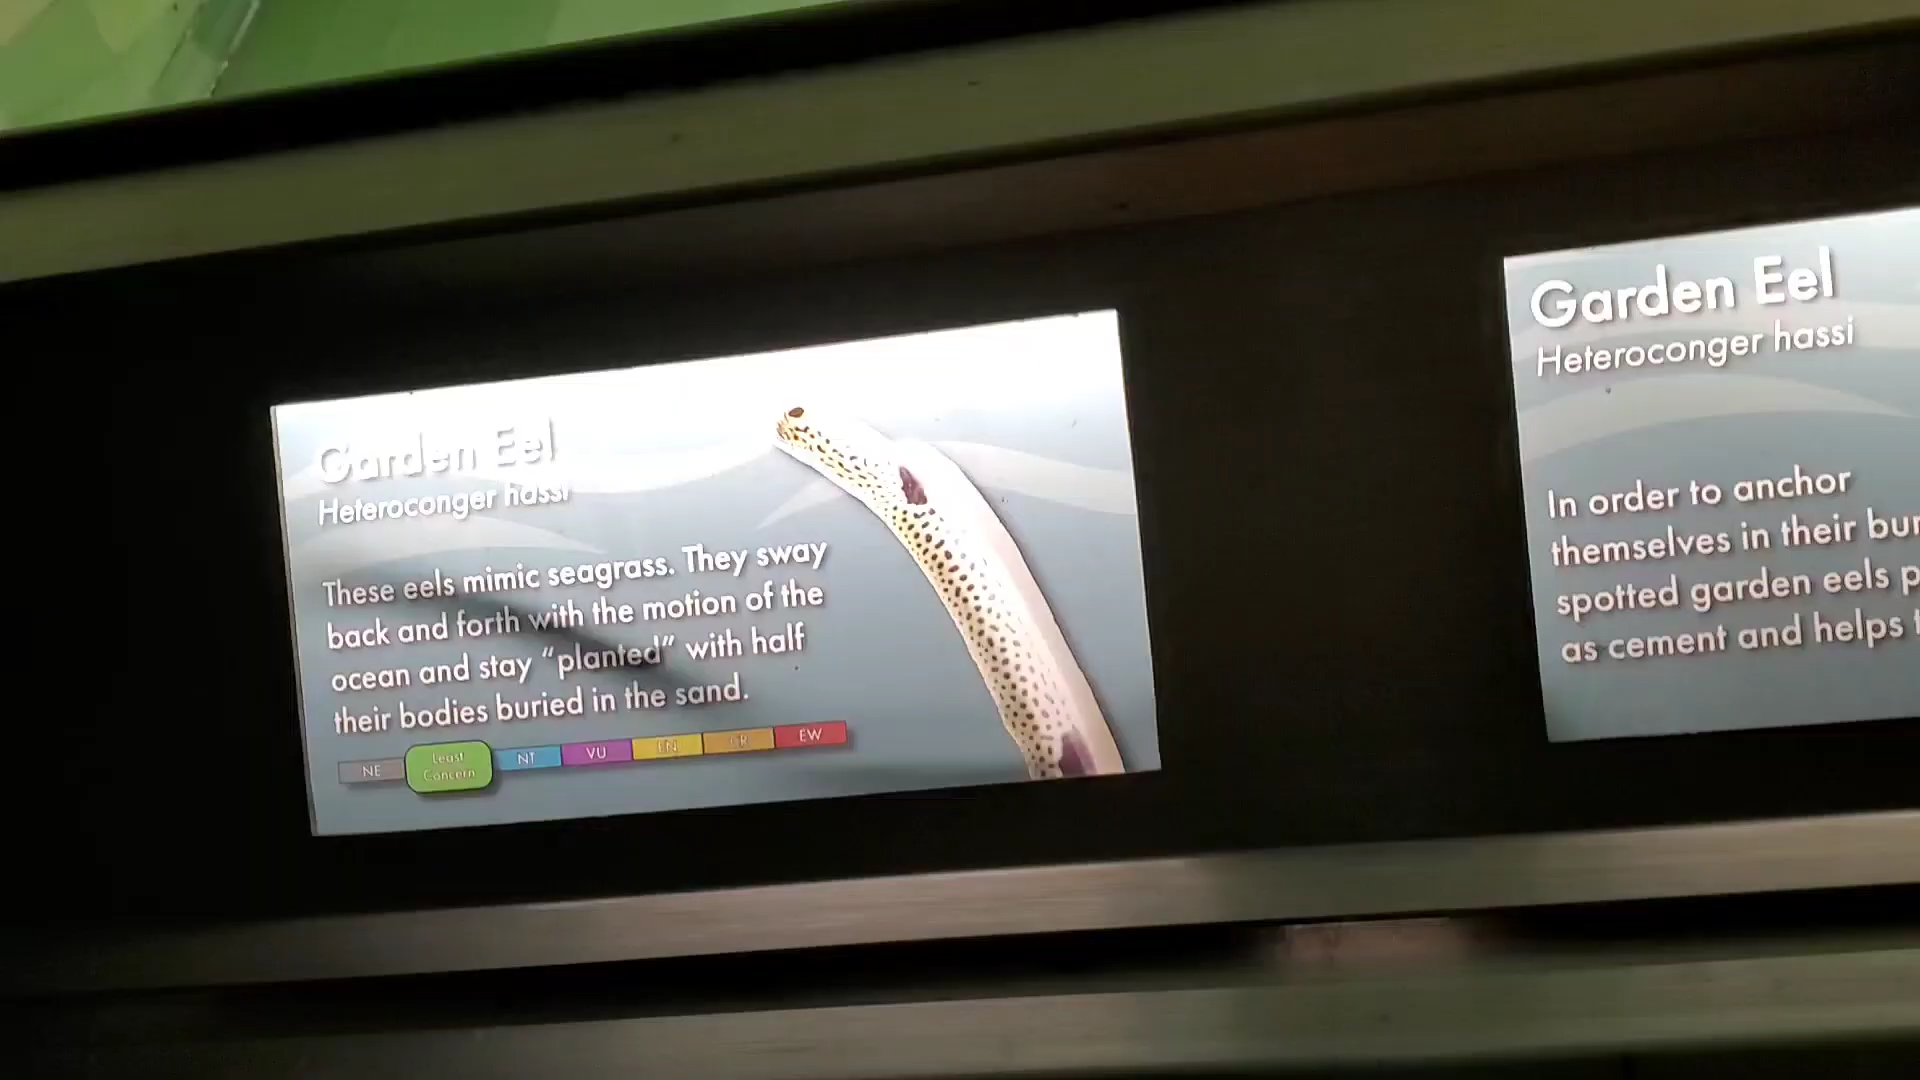 Garden Eel
Heteroconger hassi
These eels mimic seagrass. They sway
back and forth with the motion of the
ocean and stay “planted” with half
their bodies buried in the sand.
NE
Least
Concern
NT
VU
EN
CR
EW
Garden Eel
Heteroconger hassi
In order to anchor
themselves in their
spotted garden eels
as cement and helps